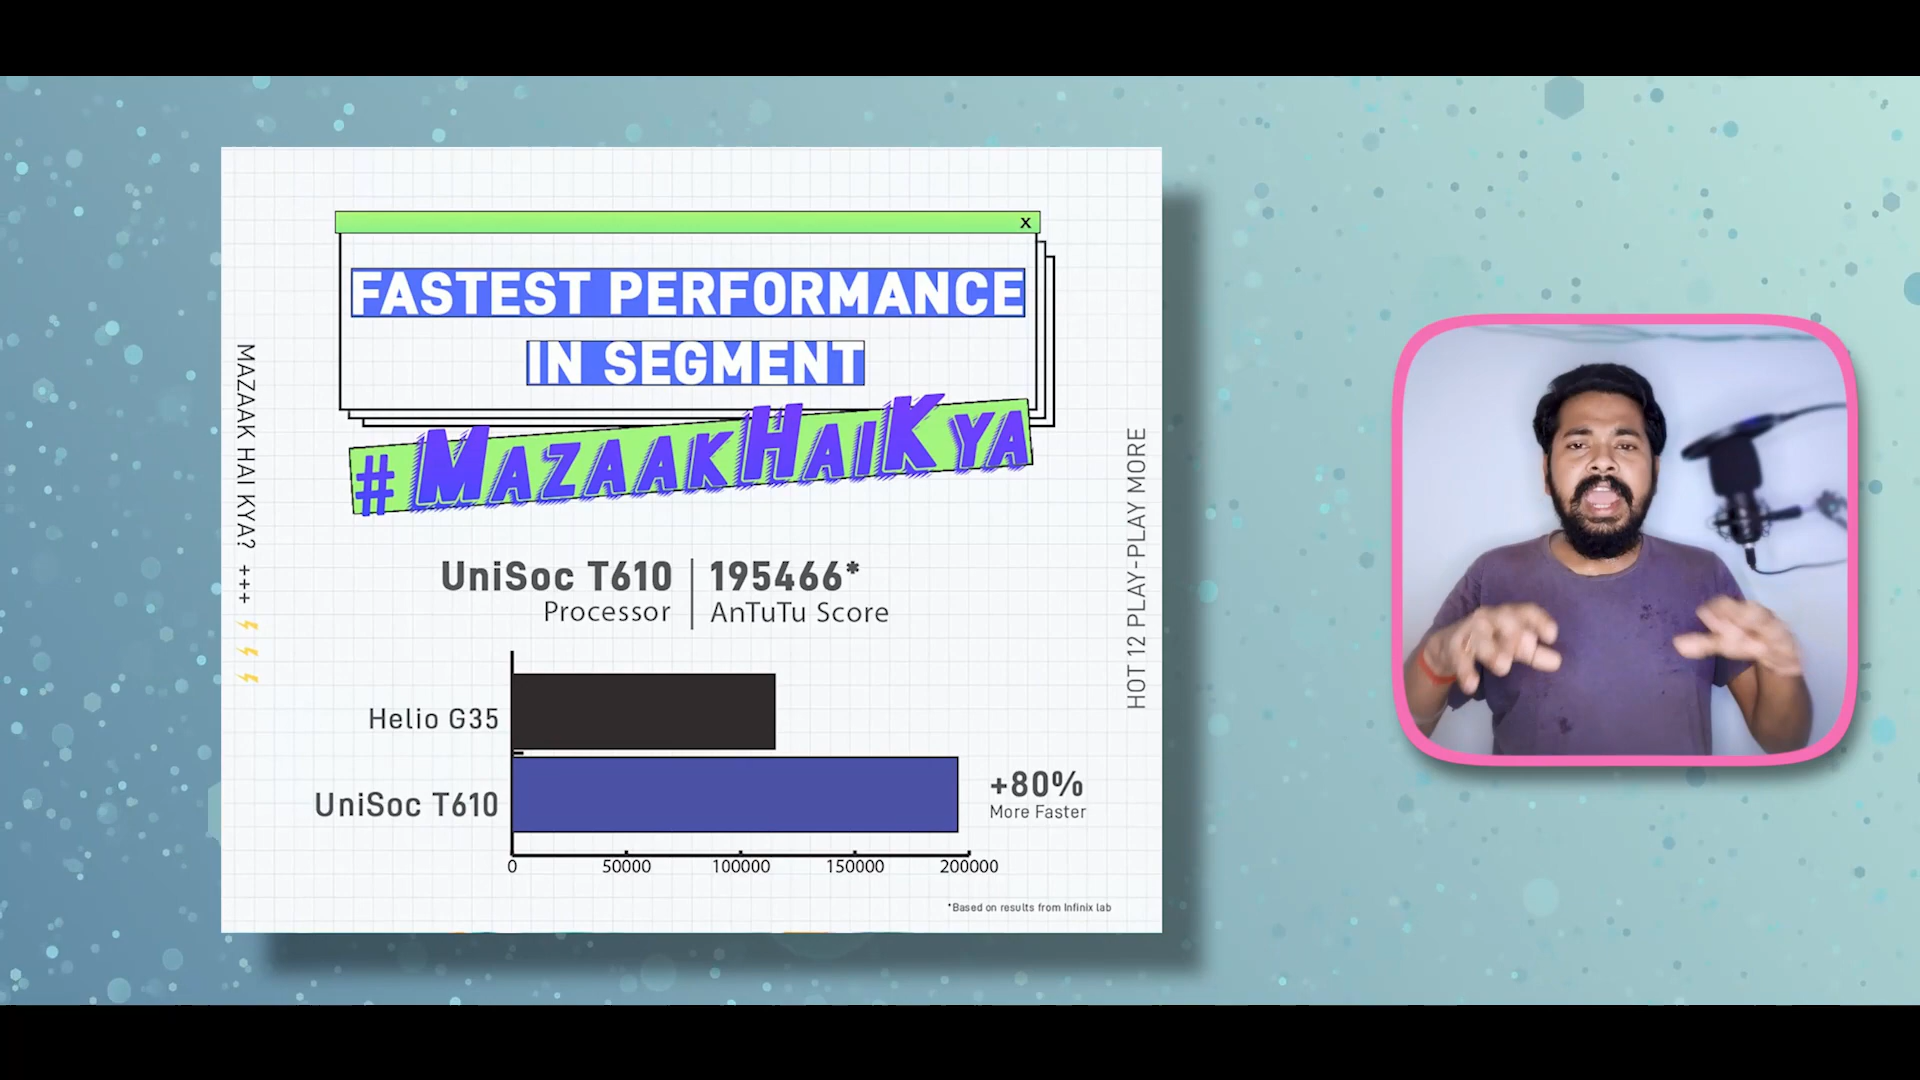 X
FASTEST PERFORMANCE
IN SEGMENT
#MAZAAKHAIKYA
MAZAAK HAI KYA? +++
HOT 12 PLAY-PLAY MORE
UniSoc T610 | 195466*
Processor | AnTuTu Score
Helio G35
UniSoc T610
+80%
More Faster
0 50000 100000 150000 200000
*Based on results from Infinix lab